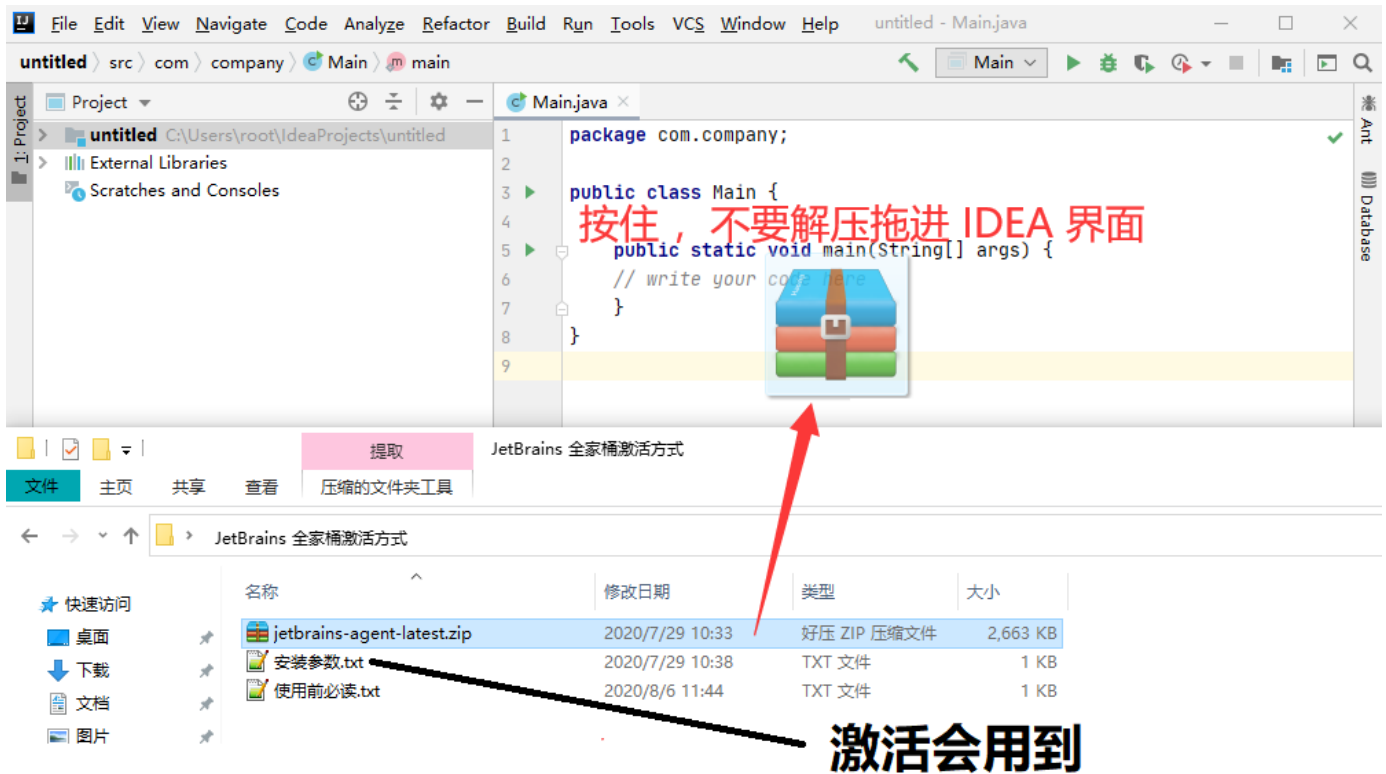 File Edit View Navigate Code Analyze Refactor Build Run Tools VCS Window Help untitled - Main.java
untitled src com company Main main Main
1: Project
Project
untitled C:\Users\root\IdeaProjects\untitled
External Libraries
Scratches and Consoles
Main.java
1 package com.company;
2
3 public class Main {
4
按住，不要解压拖进 IDEA 界面
5 public static void main(String[] args) {
6 // write your code here
7 }
8 }
9
Ant
Database
提取 JetBrains 全家桶激活方式
文件 主页 共享 查看 压缩的文件夹工具
JetBrains 全家桶激活方式
快速访问
桌面
下载
文档
图片
名称 修改日期 类型 大小
jetbrains-agent-latest.zip 2020/7/29 10:33 好压 ZIP 压缩文件 2,663 KB
安装参数.txt 2020/7/29 10:38 TXT 文件 1 KB
使用前必读.txt 2020/8/6 11:44 TXT 文件 1 KB
激活会用到